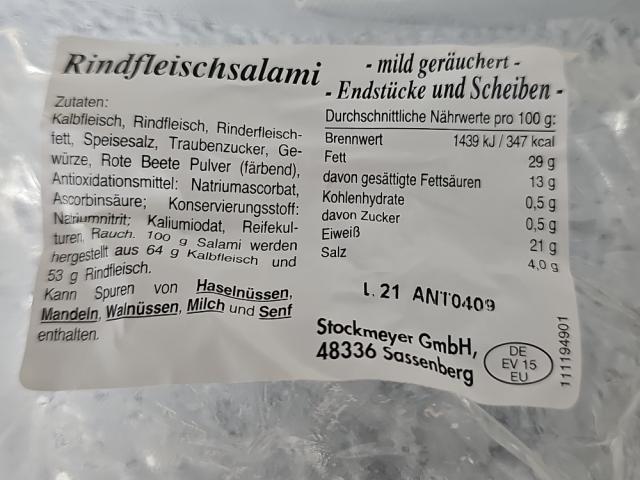 Rindfleischsalami
- mild geräuchert -
- Endstücke und Scheiben -
Zutaten:
Kalbfleisch, Rindfleisch, Rinderfleisch-
fett, Speisesalz, Traubenzucker, Ge-
würze, Rote Beete Pulver (färbend),
Antioxidationsmittel: Natriumascorbat,
Ascorbinsäure; Konservierungsstoff:
Natriumnitrit; Kaliumiodat, Reifekul-
turen, Rauch. 100 g Salami werden
hergestellt aus 64 g Kalbfleisch und
53 g Rindfleisch.
Kann Spuren von Haselnüssen,
Mandeln, Walnüssen, Milch und Senf
enthalten.
Durchschnittliche Nährwerte pro 100 g:
Brennwert 1439 kJ / 347 kcal
Fett 29 g
davon gesättigte Fettsäuren 13 g
Kohlenhydrate 0,5 g
davon Zucker 0,5 g
Eiweiß 21 g
Salz 4,0 g
L. 21 ANT0409
Stockmeyer GmbH,
48336 Sassenberg
DE
EV 15
EU
111194901